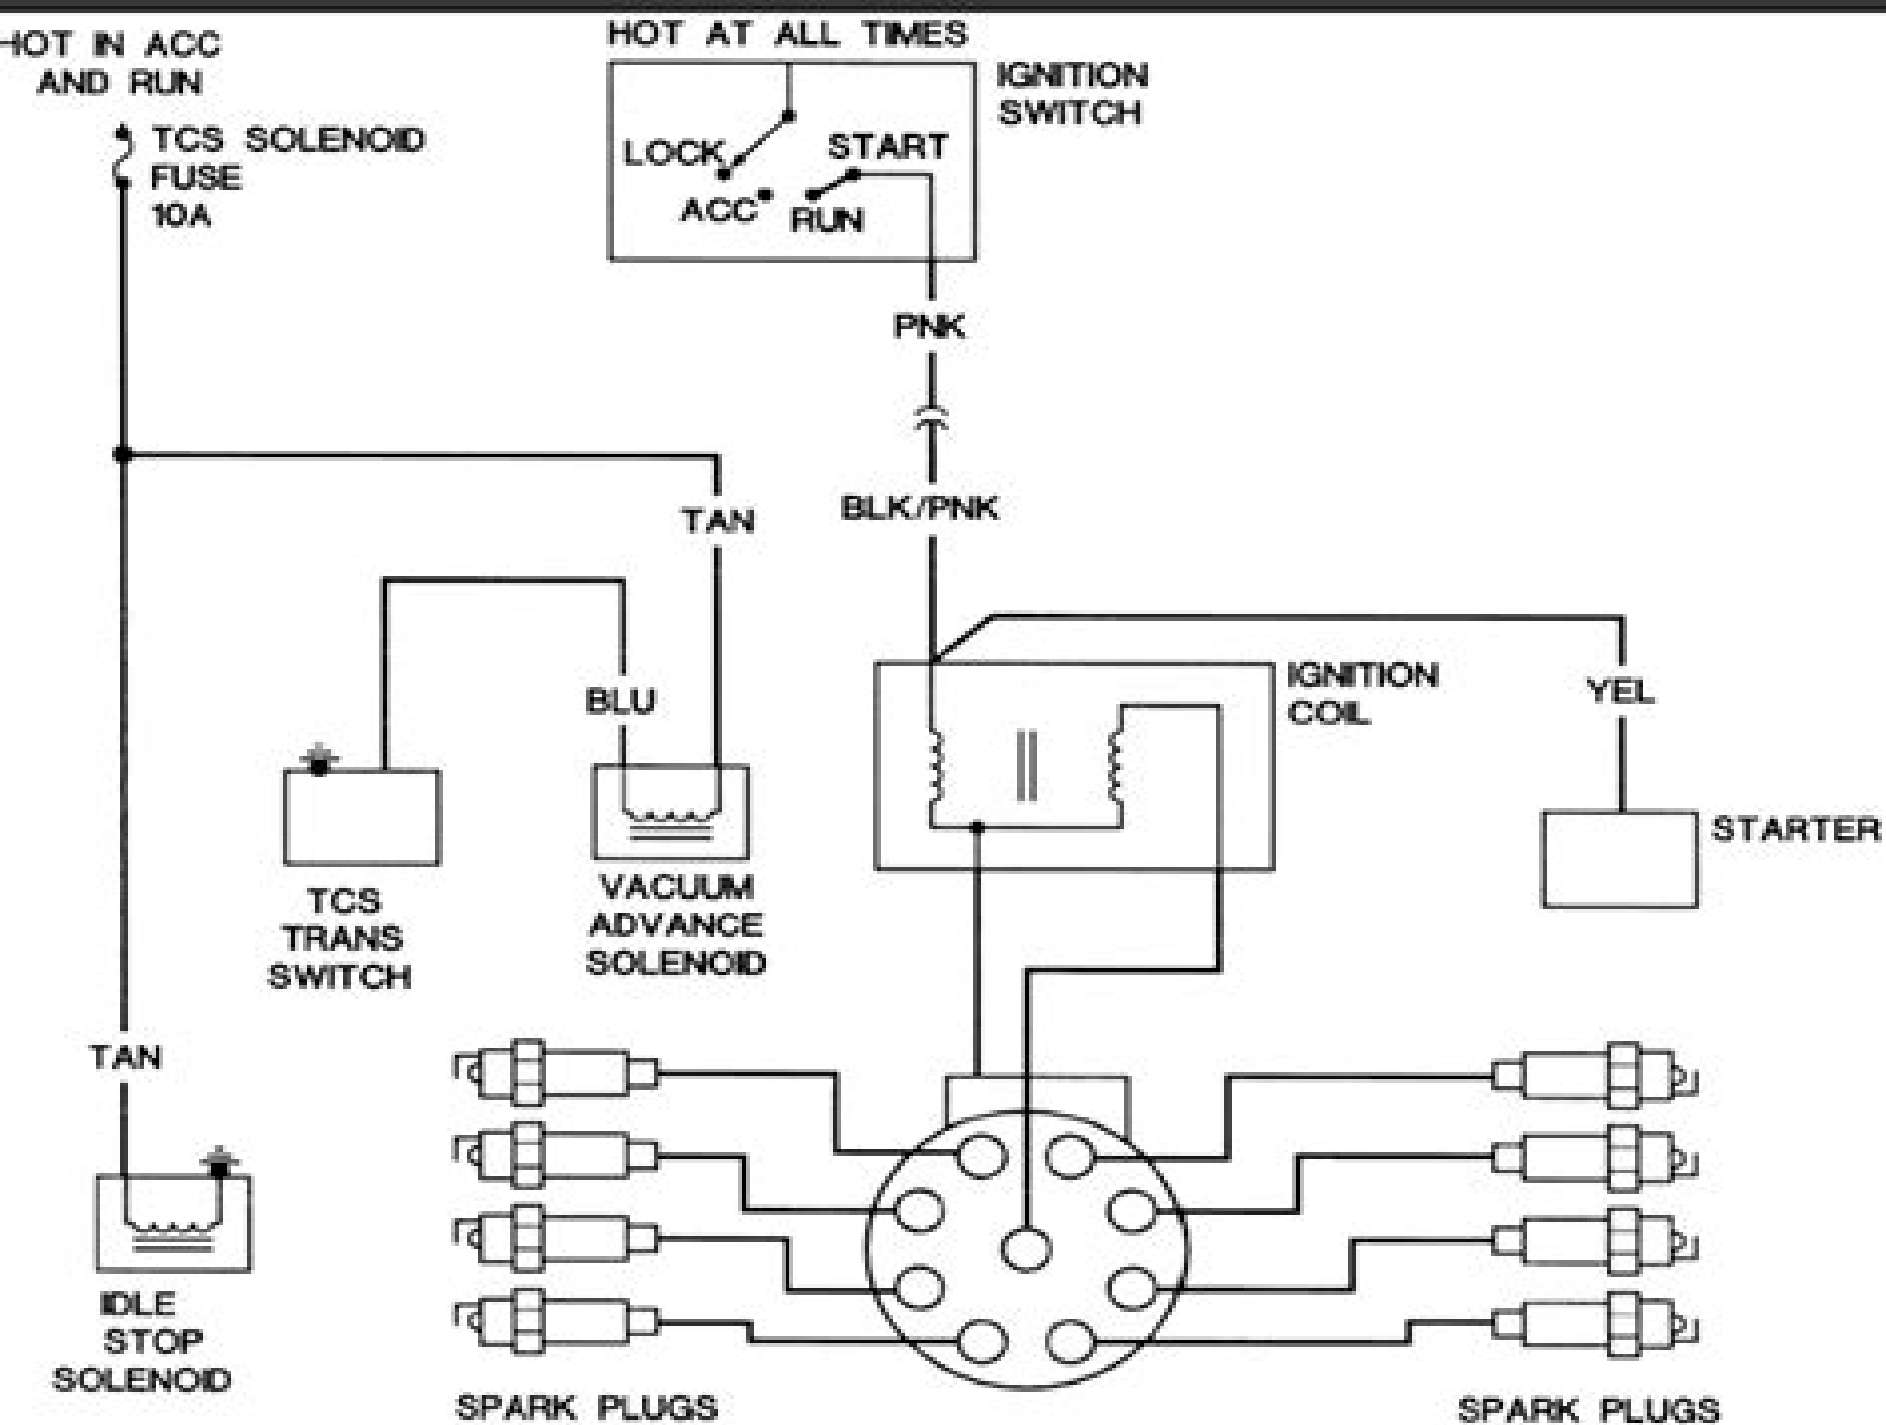 HOT IN ACC
AND RUN
TCS SOLENOID
FUSE
10A
HOT AT ALL TIMES
IGNITION
SWITCH
LOCK
START
ACC
RUN
PNK
BLK/PNK
TAN
BLU
IGNITION
COIL
YEL
STARTER
TCS
TRANS
SWITCH
VACUUM
ADVANCE
SOLENOID
TAN
IDLE
STOP
SOLENOID
SPARK PLUGS
SPARK PLUGS